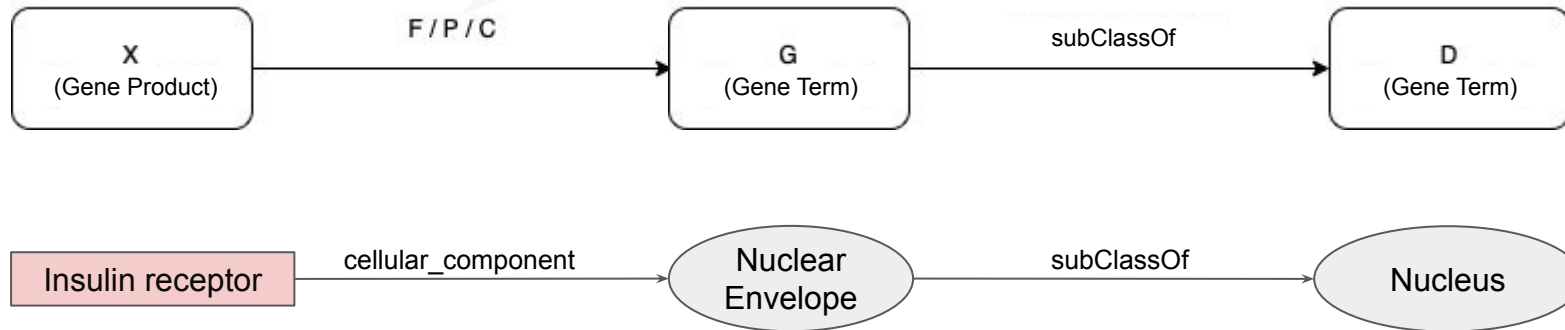 X
(Gene Product)
F / P / C
G
(Gene Term)
subClassOf
D
(Gene Term)
Insulin receptor
cellular_component
Nuclear
Envelope
subClassOf
Nucleus